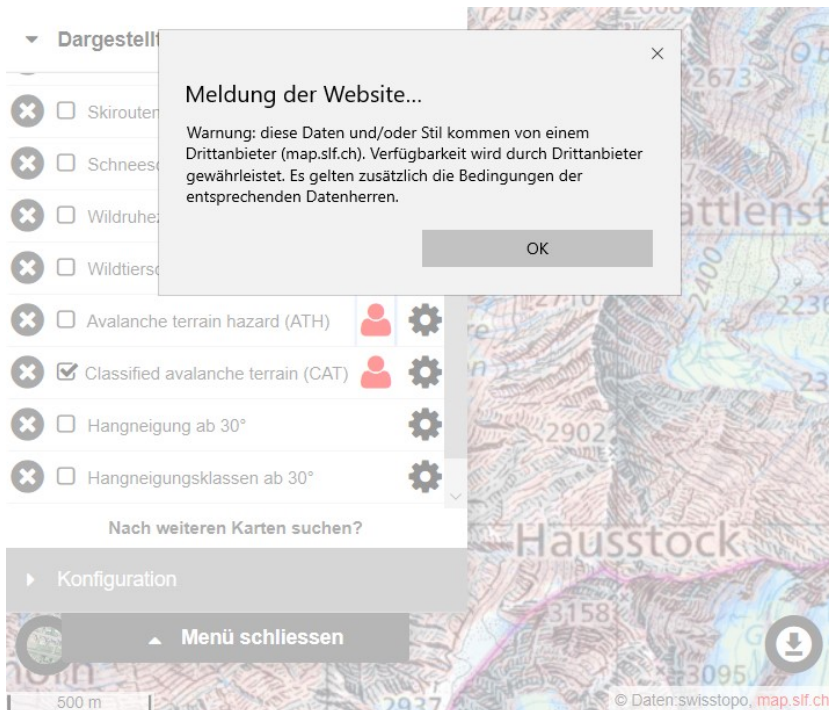 Dargestellt
Meldung der Website...
Warnung: diese Daten und/oder Stil kommen von einem
Drittanbieter (map.slf.ch). Verfügbarkeit wird durch Drittanbieter
gewährleistet. Es gelten zusätzlich die Bedingungen der
entsprechenden Datenherren.
OK
Skirouten
Schnees
Wildruhe
Wildtiers
Avalanche terrain hazard (ATH)
Classified avalanche terrain (CAT)
Hangneigung ab 30°
Hangneigungsklassen ab 30°
Nach weiteren Karten suchen?
Konfiguration
Menü schliessen
500 m
2673
ttlenst
2710
2400
2236
23
2902
Hausstock
3158
3095
2937
© Daten:swisstopo, map.slf.ch